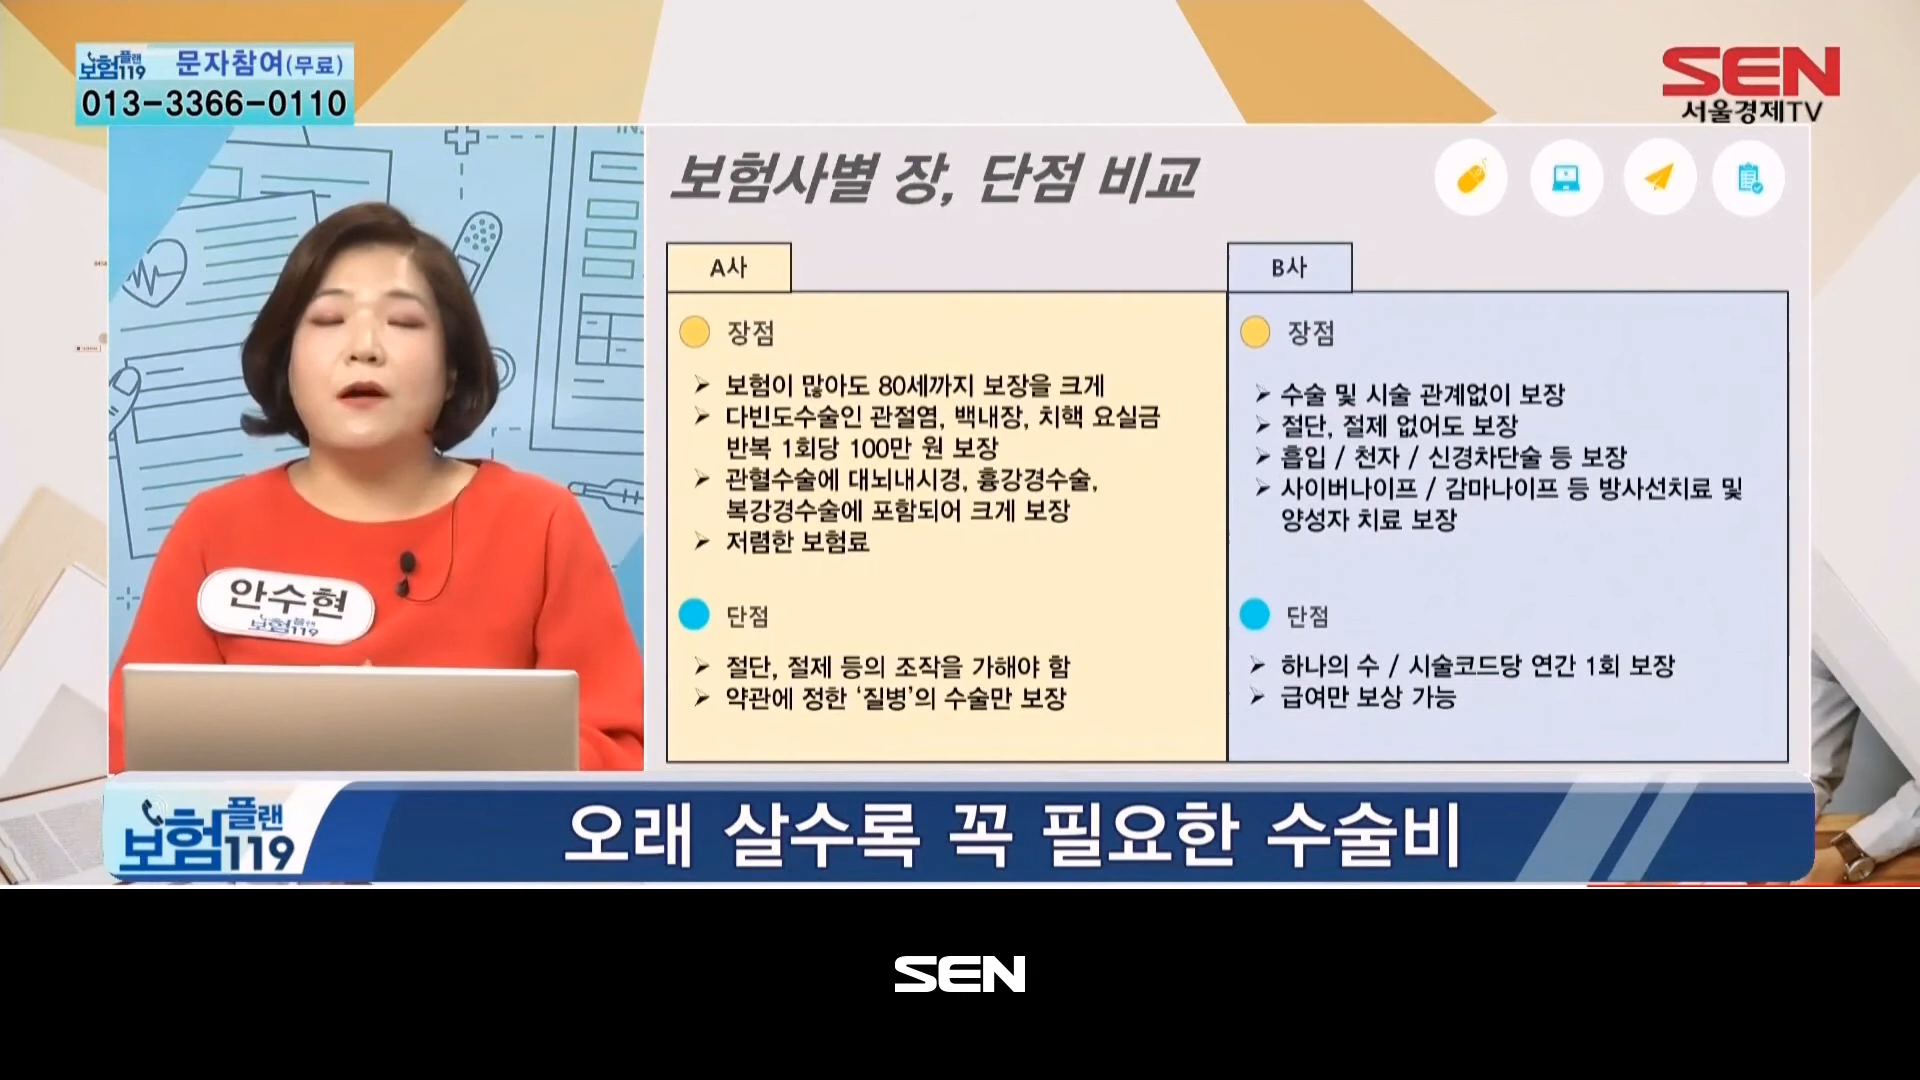 보험플랜119 문자참여(무료)
013-3366-0110
SEN
서울경제TV
보험사별 장, 단점 비교
A사
장점
보험이 많아도 80세까지 보장을 크게
다빈도수술인 관절염, 백내장, 치핵 요실금
반복 1회당 100만 원 보장
관혈수술에 대뇌내시경, 흉강경수술,
복강경수술에 포함되어 크게 보장
저렴한 보험료
단점
절단, 절제 등의 조작을 가해야 함
약관에 정한 ‘질병’의 수술만 보장
B사
장점
수술 및 시술 관계없이 보장
절단, 절제 없어도 보장
흡입 / 천자 / 신경차단술 등 보장
사이버나이프 / 감마나이프 등 방사선치료 및
양성자 치료 보장
단점
하나의 수 / 시술코드당 연간 1회 보장
급여만 보상 가능
안수현
보험플랜119
보험플랜119
오래 살수록 꼭 필요한 수술비
SEN